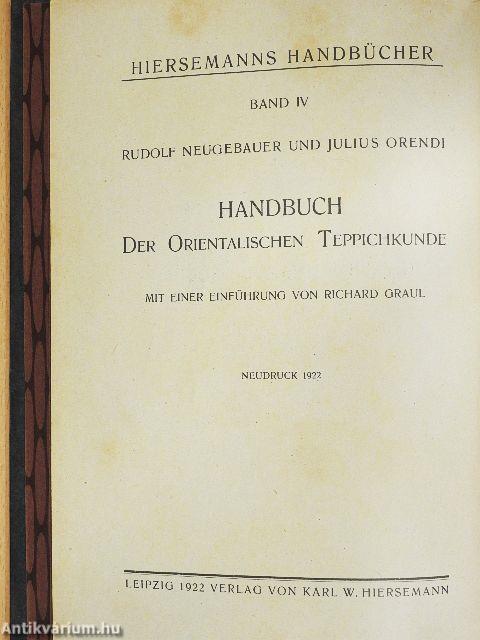 HIERSEMANNS HANDBÜCHER
BAND IV
RUDOLF NEUGEBAUER UND JULIUS ORENDI
HANDBUCH
DER ORIENTALISCHEN TEPPICHKUNDE
MIT EINER EINFÜHRUNG VON RICHARD GRAUL
NEUDRUCK 1922
LEIPZIG 1922 VERLAG VON KARL W. HIERSEMANN
Antikvárium.hu